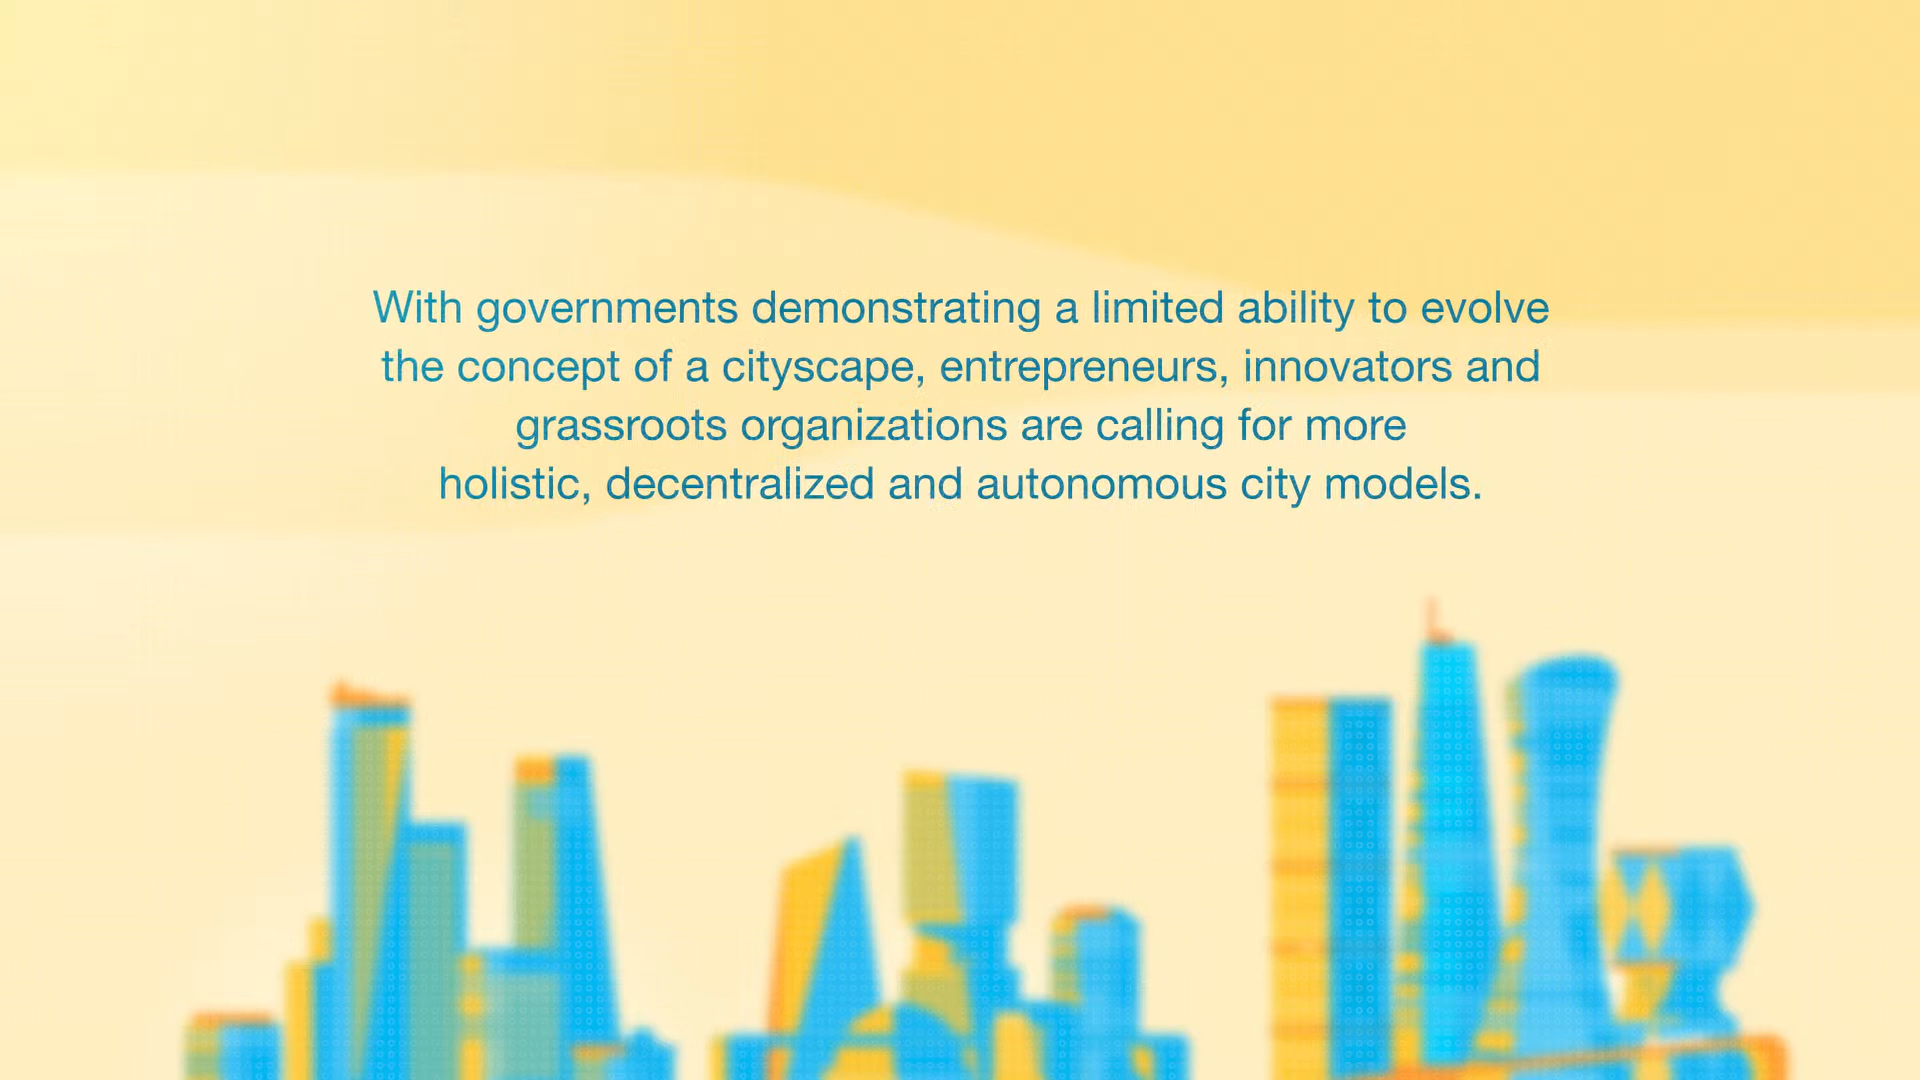 With governments demonstrating a limited ability to evolve
the concept of a cityscape, entrepreneurs, innovators and
grassroots organizations are calling for more
holistic, decentralized and autonomous city models.